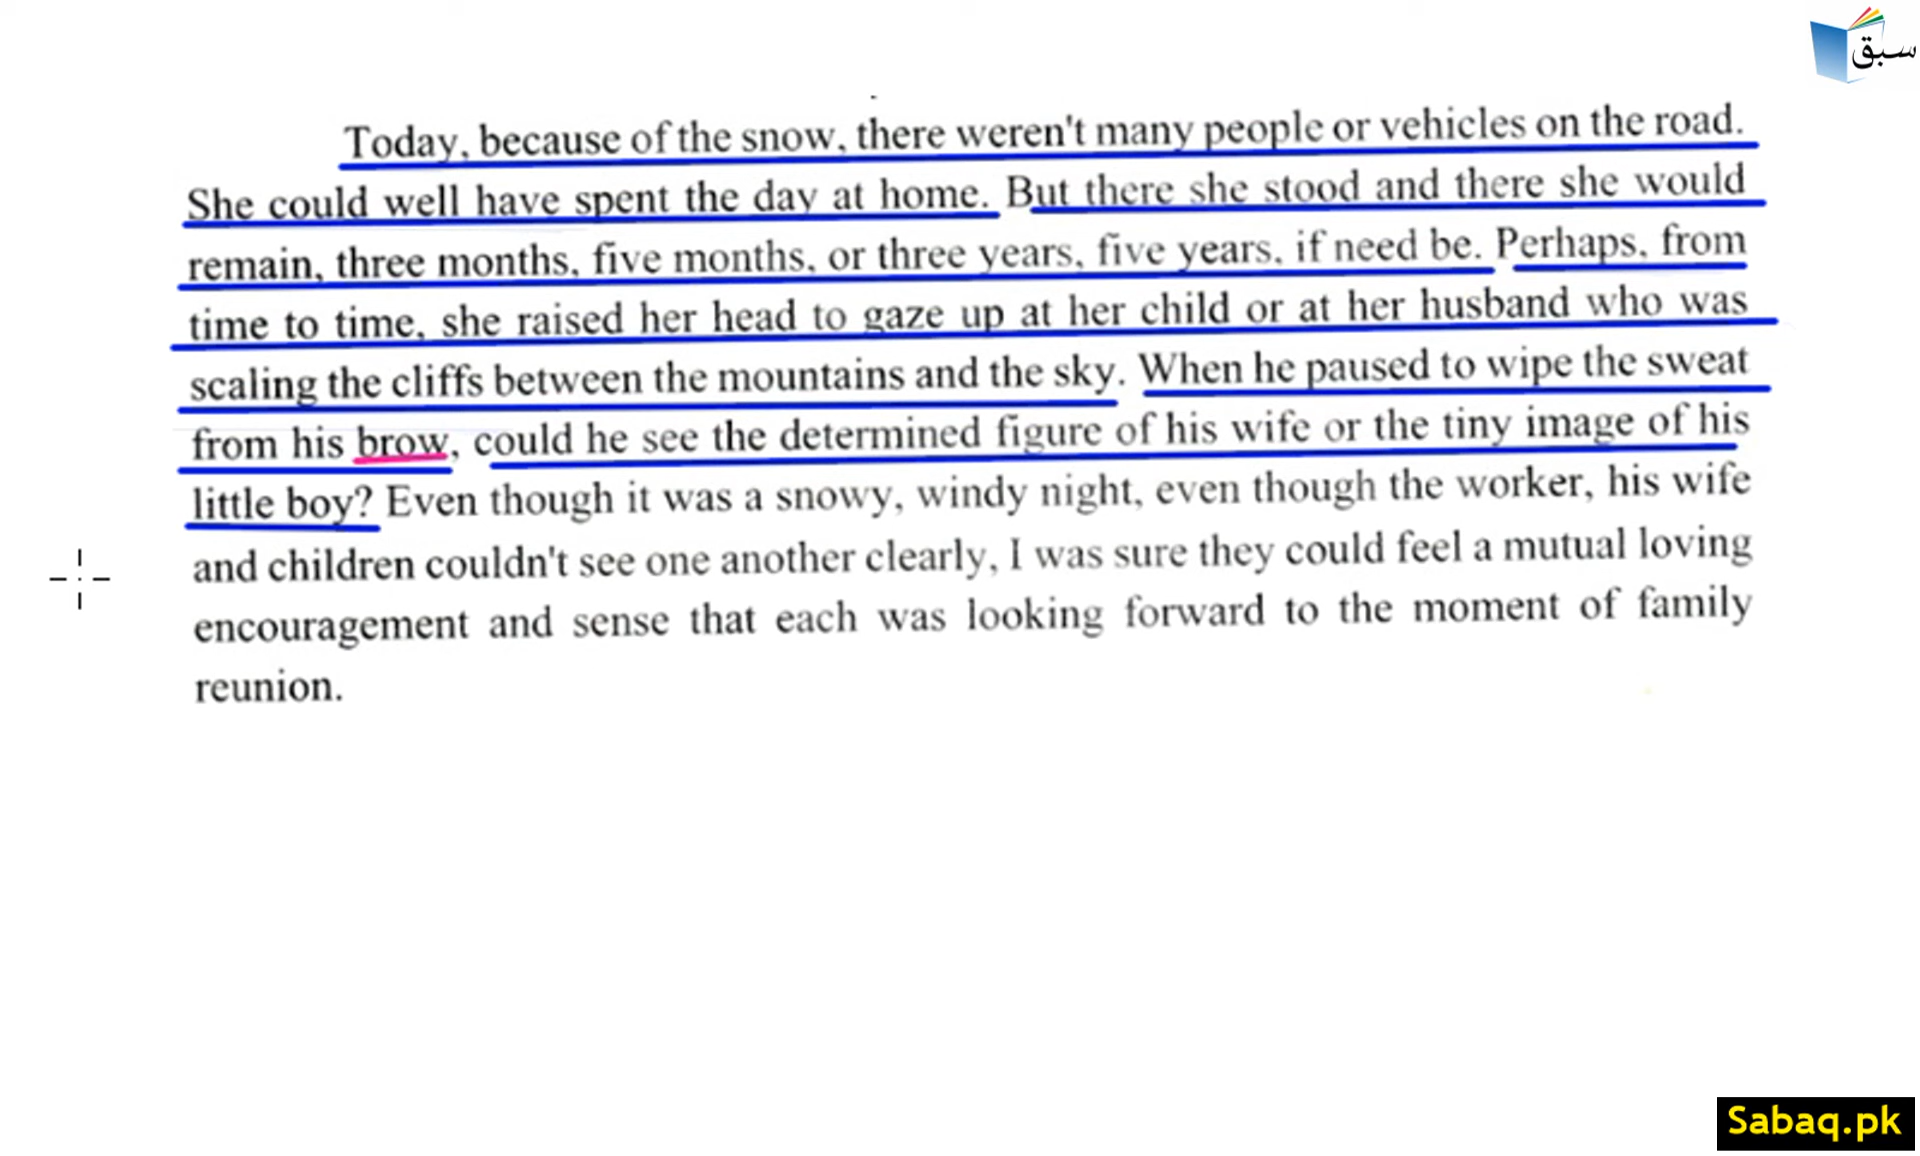 سبق
Today, because of the snow, there weren't many people or vehicles on the road.
She could well have spent the day at home. But there she stood and there she would
remain, three months, five months, or three years, five years, if need be. Perhaps, from
time to time, she raised her head to gaze up at her child or at her husband who was
scaling the cliffs between the mountains and the sky. When he paused to wipe the sweat
from his brow, could he see the determined figure of his wife or the tiny image of his
little boy? Even though it was a snowy, windy night, even though the worker, his wife
and children couldn't see one another clearly, I was sure they could feel a mutual loving
encouragement and sense that each was looking forward to the moment of family
reunion.
Sabaq.pk